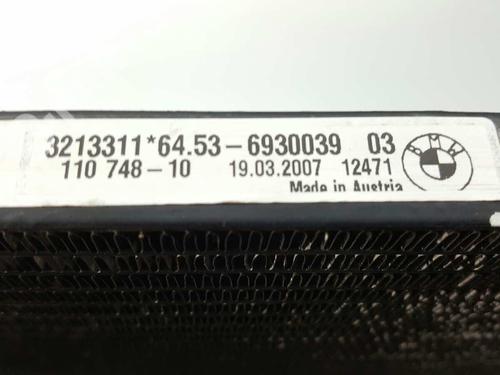 3213311*64.53-6930039 03
110 748-10 19.03.2007 12471
Made in Austria
BMW